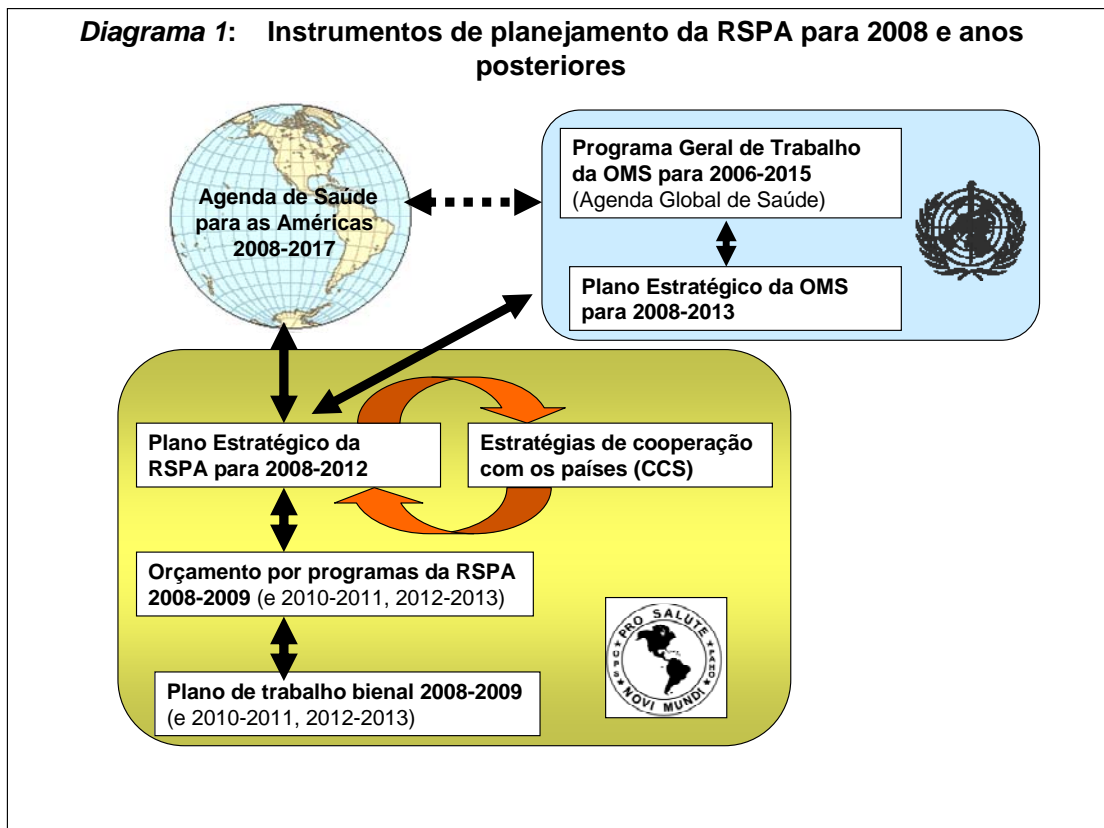 Diagrama 1: Instrumentos de planejamento da RSPA para 2008 e anos
posteriores
Agenda de Saúde
para as Américas
2008-2017
Programa Geral de Trabalho
da OMS para 2006-2015
(Agenda Global de Saúde)
Plano Estratégico da OMS
para 2008-2013
Plano Estratégico da
RSPA para 2008-2012
Estratégias de cooperação
com os países (CCS)
Orçamento por programas da RSPA
2008-2009 (e 2010-2011, 2012-2013)
Plano de trabalho bienal 2008-2009
(e 2010-2011, 2012-2013)
PRO SALUTE
OPS
PAHO
NOVI MUNDI